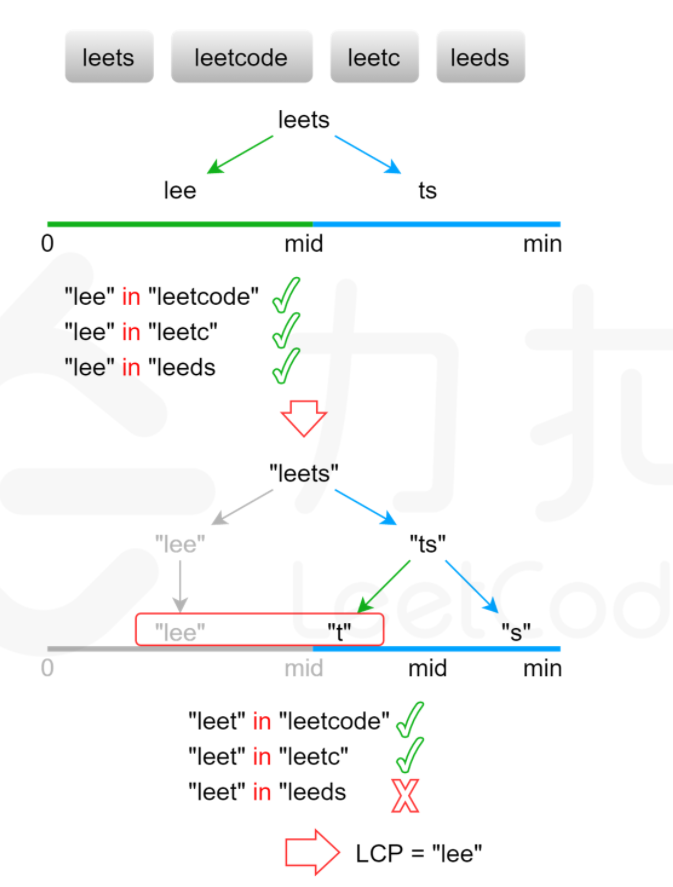 leets leetcode leetc leeds
leets
lee ts
0 mid min
"lee" in "leetcode"
"lee" in "leetc"
"lee" in "leeds
"leets"
"lee" "ts"
"lee" "t" "s"
0 mid mid min
"leet" in "leetcode"
"leet" in "leetc"
"leet" in "leeds
X
LCP = "lee"
力扣
LeetCod